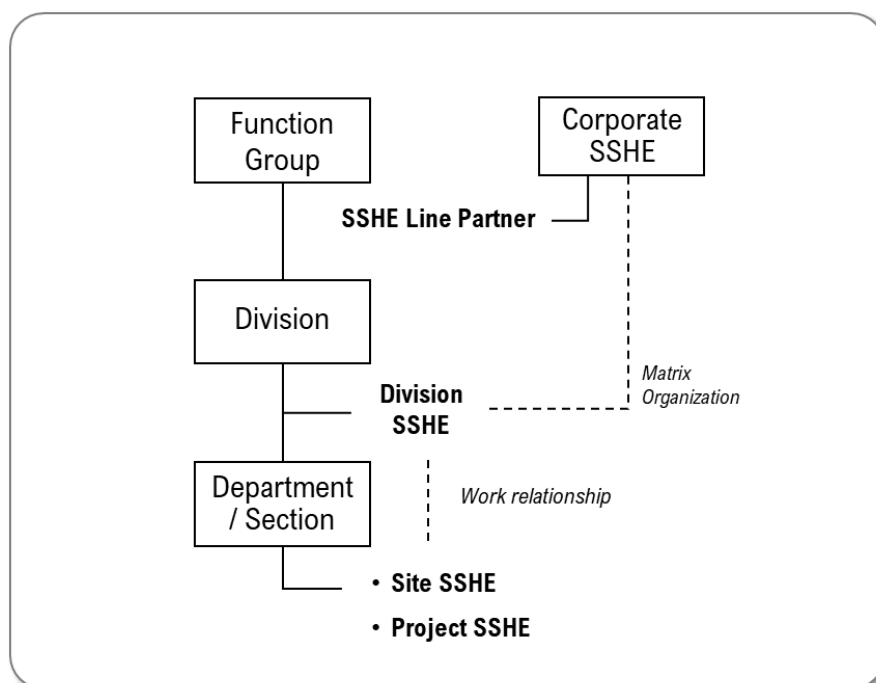 Function
Group
Corporate
SSHE
SSHE Line Partner
Division
Matrix
Organization
Division
SSHE
Department
/ Section
Work relationship
• Site SSHE
• Project SSHE